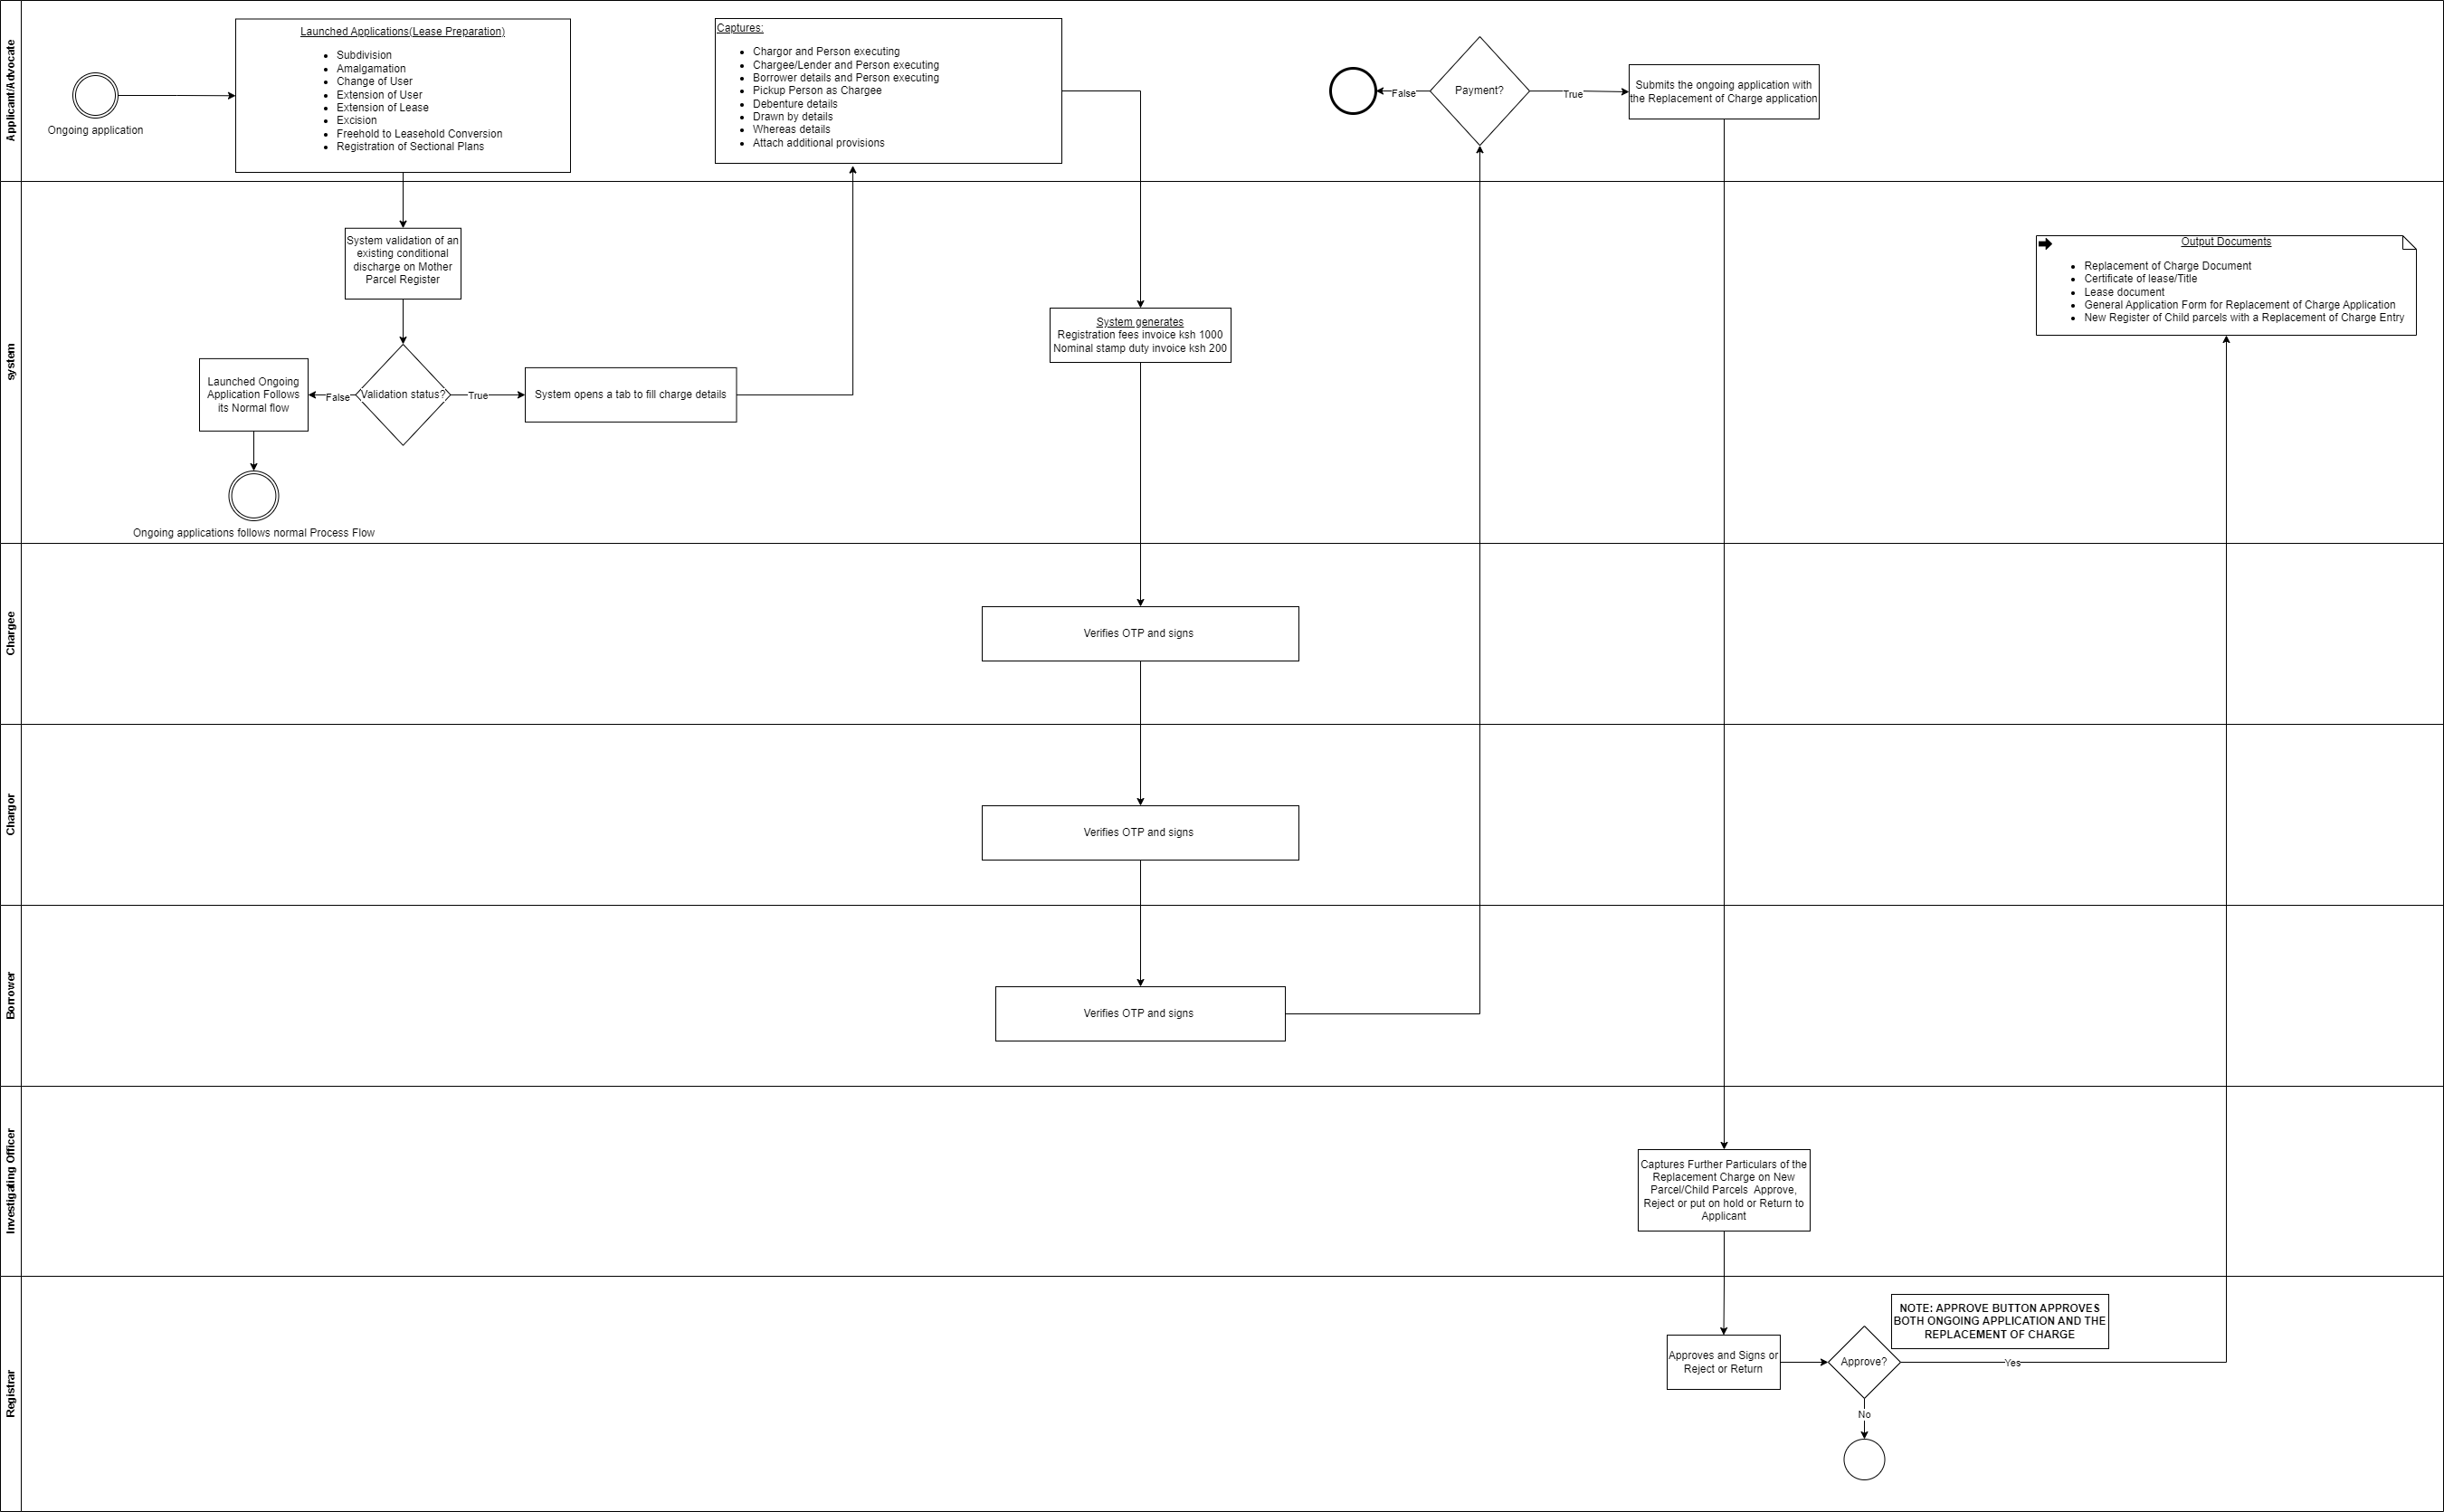 Applicant/Advocate
Ongoing application
Launched Applications(Lease Preparation)
Subdivision
Amalgamation
Change of User
Extension of User
Extension of Lease
Excision
Freehold to Leasehold Conversion
Registration of Sectional Plans
Captures:
Chargor and Person executing
Chargee/Lender and Person executing
Borrower details and Person executing
Pickup Person as Chargee
Debenture details
Drawn by details
Whereas details
Attach additional provisions
False
Payment?
True
Submits the ongoing application with
the Replacement of Charge application
system
System validation of an
existing conditional
discharge on Mother
Parcel Register
Launched Ongoing
Application Follows
its Normal flow
False
Validation status?
True
System opens a tab to fill charge details
Ongoing applications follows normal Process Flow
System generates
Registration fees invoice ksh 1000
Nominal stamp duty invoice ksh 200
Output Documents
Replacement of Charge Document
Certificate of lease/Title
Lease document
General Application Form for Replacement of Charge Application
New Register of Child parcels with a Replacement of Charge Entry
Chargee
Verifies OTP and signs
Chargor
Verifies OTP and signs
Borrower
Verifies OTP and signs
Investigating Officer
Captures Further Particulars of the
Replacement Charge on New
Parcel/Child Parcels Approve,
Reject or put on hold or Return to
Applicant
Registrar
Approves and Signs or
Reject or Return
Approve?
NOTE: APPROVE BUTTON APPROVES
BOTH ONGOING APPLICATION AND THE
REPLACEMENT OF CHARGE
Yes
No